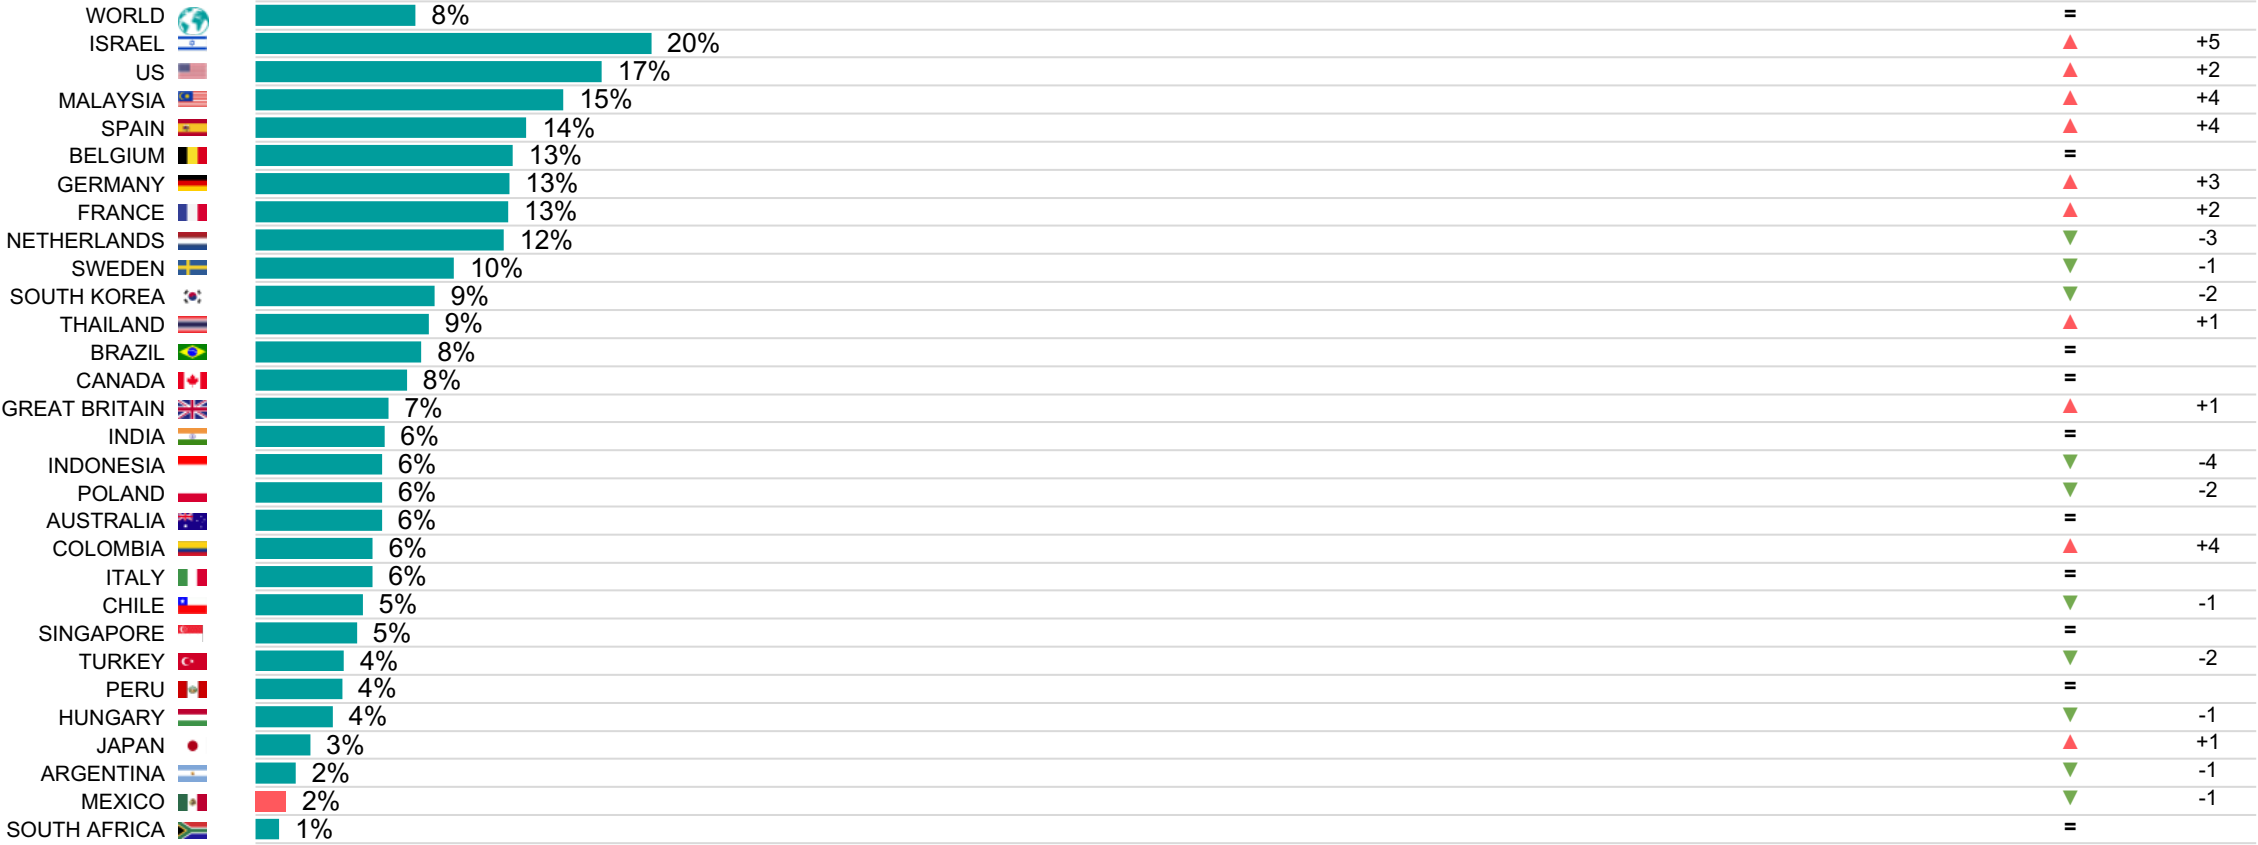 WORLD 8% =
ISRAEL 20% ▲ +5
US 17% ▲ +2
MALAYSIA 15% ▲ +4
SPAIN 14% ▲ +4
BELGIUM 13% =
GERMANY 13% ▲ +3
FRANCE 13% ▲ +2
NETHERLANDS 12% ▼ -3
SWEDEN 10% ▼ -1
SOUTH KOREA 9% ▼ -2
THAILAND 9% ▲ +1
BRAZIL 8% =
CANADA 8% =
GREAT BRITAIN 7% ▲ +1
INDIA 6% =
INDONESIA 6% ▼ -4
POLAND 6% ▼ -2
AUSTRALIA 6% =
COLOMBIA 6% ▲ +4
ITALY 6% =
CHILE 5% ▼ -1
SINGAPORE 5% =
TURKEY 4% ▼ -2
PERU 4% =
HUNGARY 4% ▼ -1
JAPAN 3% ▲ +1
ARGENTINA 2% ▼ -1
MEXICO 2% ▼ -1
SOUTH AFRICA 1% =